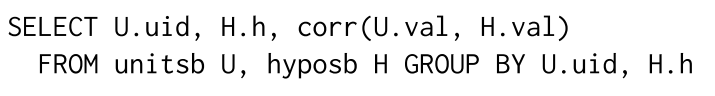 SELECT U.uid, H.h, corr(U.val, H.val)
FROM unitsb U, hyposb H GROUP BY U.uid, H.h